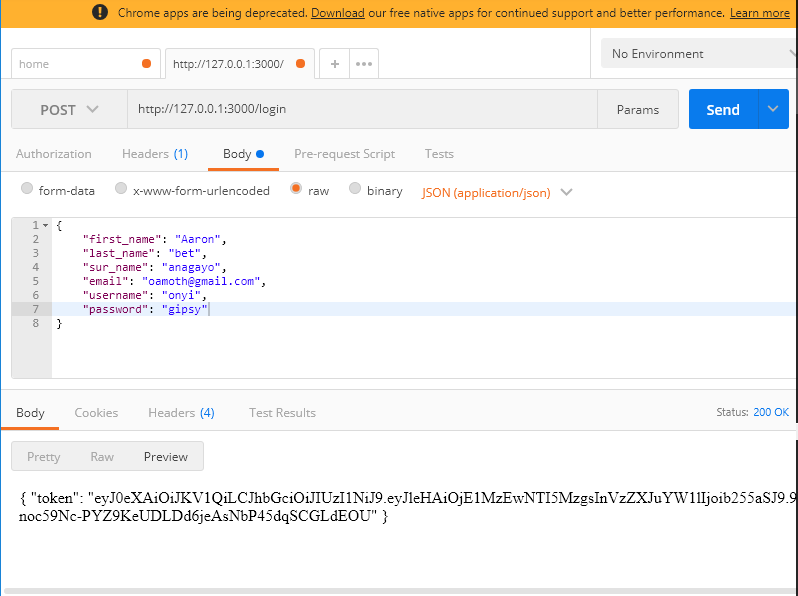 Chrome apps are being deprecated. Download our free native apps for continued support and better performance. Learn more
home
http://127.0.0.1:3000/
No Environment
POST http://127.0.0.1:3000/login Params Send
Authorization Headers (1) Body Pre-request Script Tests
form-data x-www-form-urlencoded raw binary JSON (application/json)
1 {
2 "first_name": "Aaron",
3 "last_name": "bet",
4 "sur_name": "anagayo",
5 "email": "oamoth@gmail.com",
6 "username": "onyi",
7 "password": "gipsy"
8 }
Body Cookies Headers (4) Test Results Status: 200 OK
Pretty Raw Preview
{ "token": "eyJ0eXAiOiJKV1QiLCJhbGciOiJIUzI1NiJ9.eyJleHAiOjE1MzEwNTI5MzgsInVzZXJuYW1lIjoib255aSJ9.9
noc59Nc-PYZ9KeUDLDd6jeAsNbP45dqSCGLdEOU" }